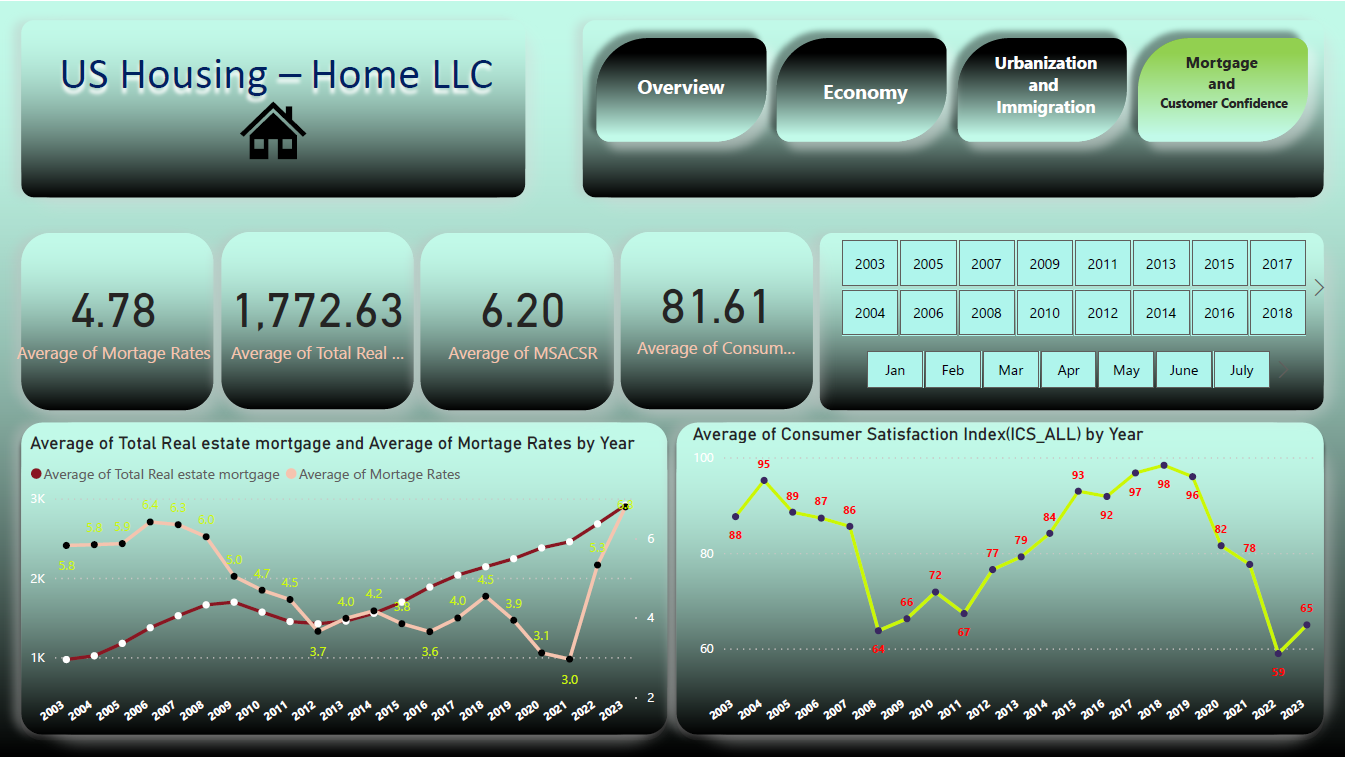 US Housing – Home LLC
Overview
Economy
Urbanization
and
Immigration
Mortgage
and
Customer Confidence
4.78
Average of Mortage Rates
1,772.63
Average of Total Real ...
6.20
Average of MSACSR
81.61
Average of Consum...
2003 2005 2007 2009 2011 2013 2015 2017
2004 2006 2008 2010 2012 2014 2016 2018
Jan Feb Mar Apr May June July
Average of Total Real estate mortgage and Average of Mortage Rates by Year
Average of Total Real estate mortgage Average of Mortage Rates
3K
2K
1K
6
4
2
5.8 5.8 5.9 6.4 6.3 6.0 5.0 4.7 4.5 3.7 4.0 4.2 3.8 3.6 4.0 4.5 3.9 3.1 3.0 5.3
2003 2004 2005 2006 2007 2008 2009 2010 2011 2012 2013 2014 2015 2016 2017 2018 2019 2020 2021 2022 2023
Average of Consumer Satisfaction Index(ICS_ALL) by Year
100
80
60
88 95 89 87 86 64 66 72 67 77 79 84 93 92 97 98 96 82 78 59 65
2003 2004 2005 2006 2007 2008 2009 2010 2011 2012 2013 2014 2015 2016 2017 2018 2019 2020 2021 2022 2023